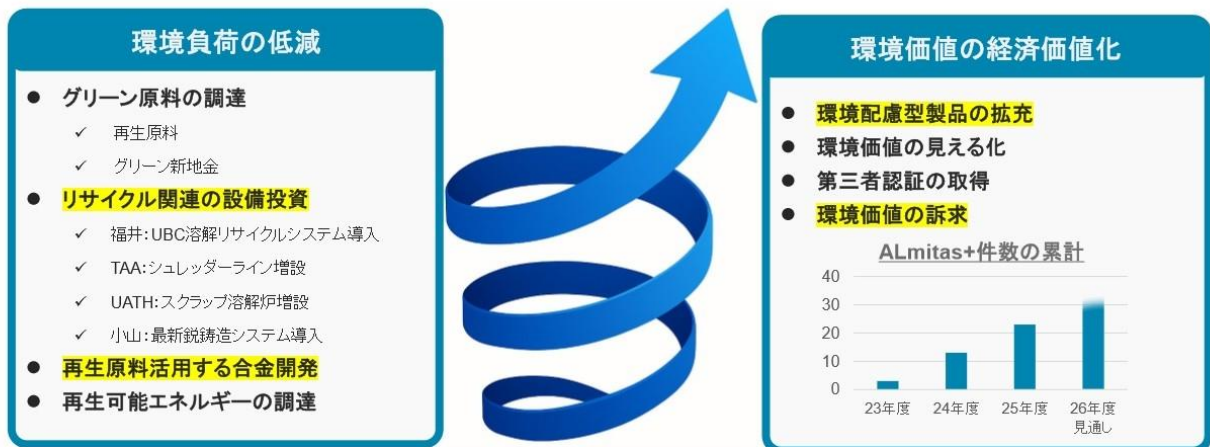 環境負荷の低減
● グリーン原料の調達
✓ 再生原料
✓ グリーン新地金
● リサイクル関連の設備投資
✓ 福井：UBC溶解リサイクルシステム導入
✓ TAA：シュレッダーライン増設
✓ UATH：スクラップ溶解炉増設
✓ 小山：最新鋭鋳造システム導入
● 再生原料活用する合金開発
● 再生可能エネルギーの調達
環境価値の経済価値化
● 環境配慮型製品の拡充
● 環境価値の見える化
● 第三者認証の取得
● 環境価値の訴求
ALmitas+件数の累計
40
30
20
10
0
23年度 24年度 25年度 26年度
見通し